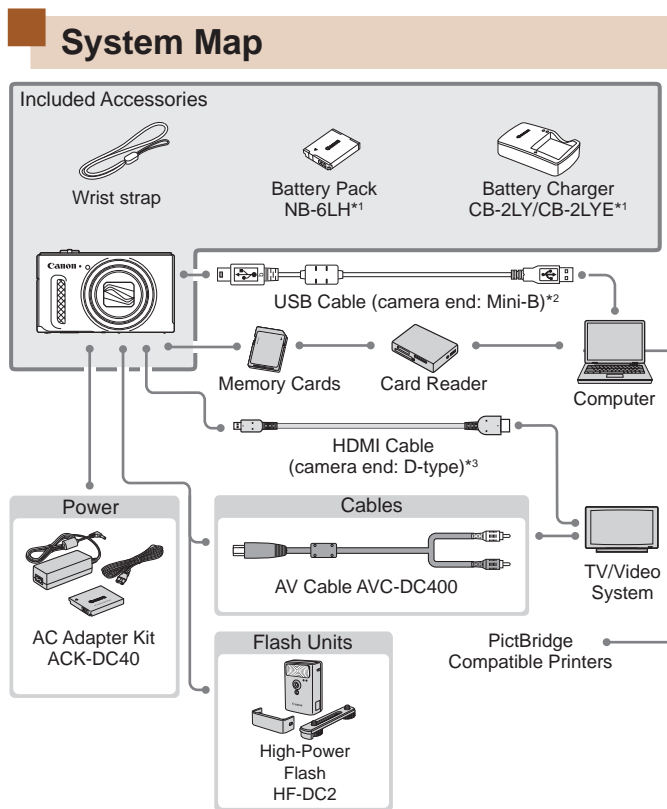 System Map
Included Accessories
Wrist strap
Battery Pack
NB-6LH*1
Battery Charger
CB-2LY/CB-2LYE*1
Canon
USB Cable (camera end: Mini-B)*2
Memory Cards
Card Reader
Computer
HDMI Cable
(camera end: D-type)*3
Power
AC Adapter Kit
ACK-DC40
Cables
AV Cable AVC-DC400
TV/Video
System
Flash Units
High-Power
Flash
HF-DC2
PictBridge
Compatible Printers